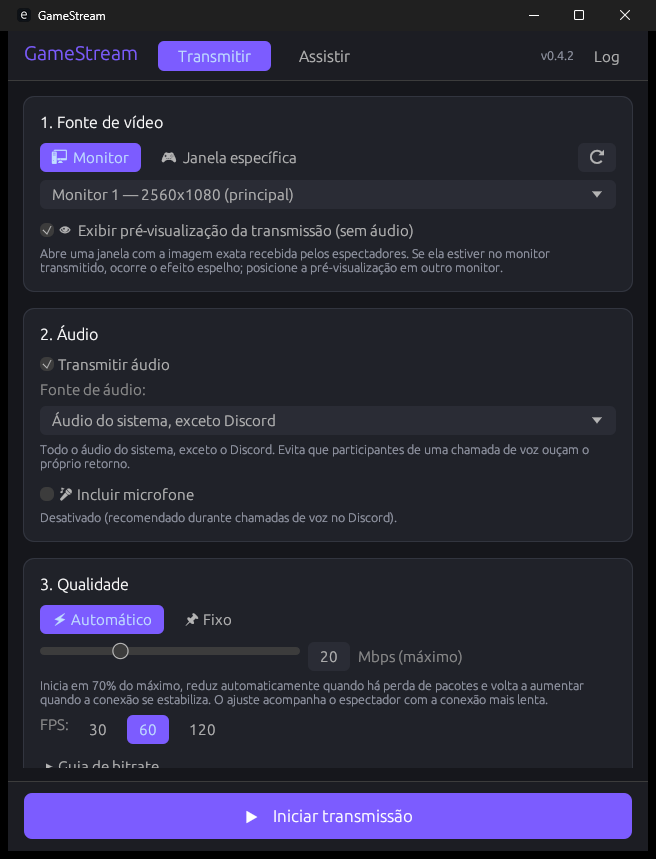 GameStream
GameStream
Transmitir
Assistir
v0.4.2
Log
1. Fonte de vídeo
Monitor
Janela específica
Monitor 1 — 2560x1080 (principal)
Exibir pré-visualização da transmissão (sem áudio)
Abre uma janela com a imagem exata recebida pelos espectadores. Se ela estiver no monitor
transmitido, ocorre o efeito espelho; posicione a pré-visualização em outro monitor.
2. Áudio
Transmitir áudio
Fonte de áudio:
Áudio do sistema, exceto Discord
Todo o áudio do sistema, exceto o Discord. Evita que participantes de uma chamada de voz ouçam o
próprio retorno.
Incluir microfone
Desativado (recomendado durante chamadas de voz no Discord).
3. Qualidade
Automático
Fixo
20
Mbps (máximo)
Inicia em 70% do máximo, reduz automaticamente quando há perda de pacotes e volta a aumentar
quando a conexão se estabiliza. O ajuste acompanha o espectador com a conexão mais lenta.
FPS:
30
60
120
Guia de bitrate
Iniciar transmissão